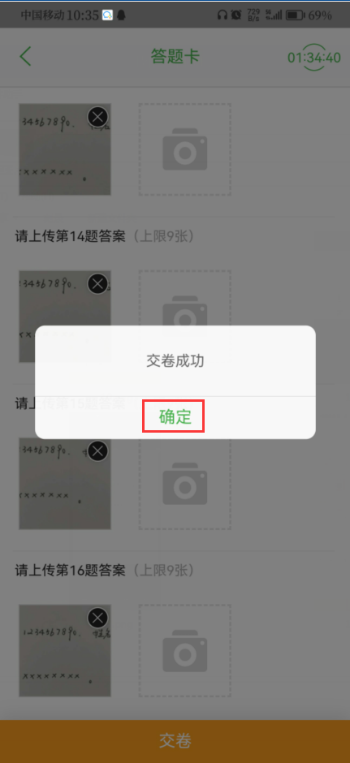 中国移动 10:35 729 B/s 69%
答题卡 01:34:40
请上传第14题答案（上限9张）
交卷成功
确定
请上传第16题答案（上限9张）
交卷